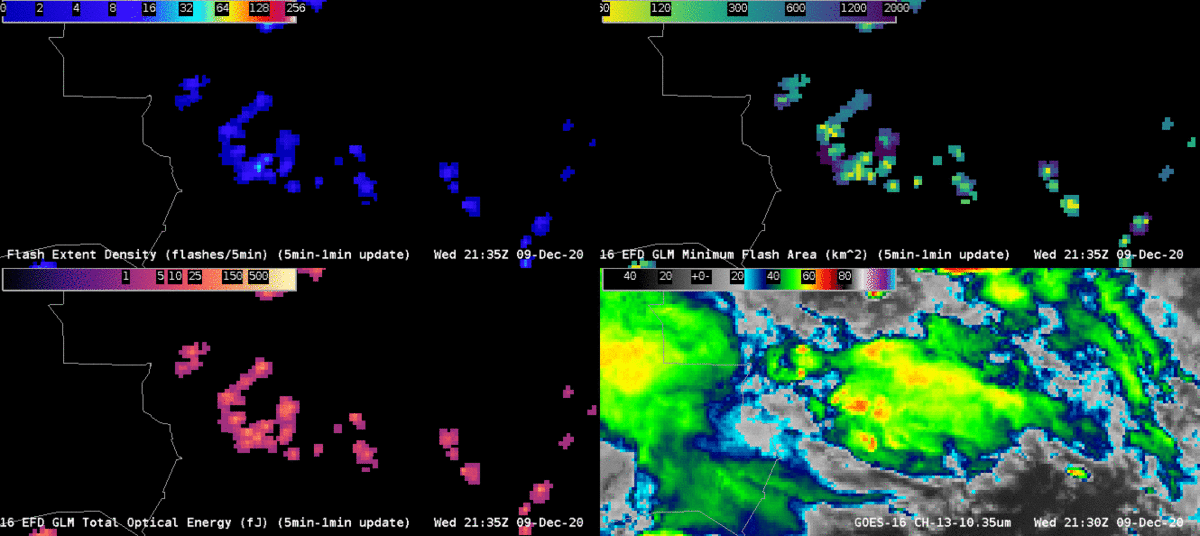 0 2 4 8 16 32 64 128 256
60 120 300 600 1200 2000
Flash Extent Density (flashes/5min) (5min-1min update) Wed 21:35Z 09-Dec-20
16 EFD GLM Minimum Flash Area (km^2) (5min-1min update) Wed 21:35Z 09-Dec-20
1 5 10 25 150 500
40 20 +0- 20 40 60 80
16 EFD GLM Total Optical Energy (fJ) (5min-1min update) Wed 21:35Z 09-Dec-20
GOES-16 CH-13-10.35um Wed 21:30Z 09-Dec-20